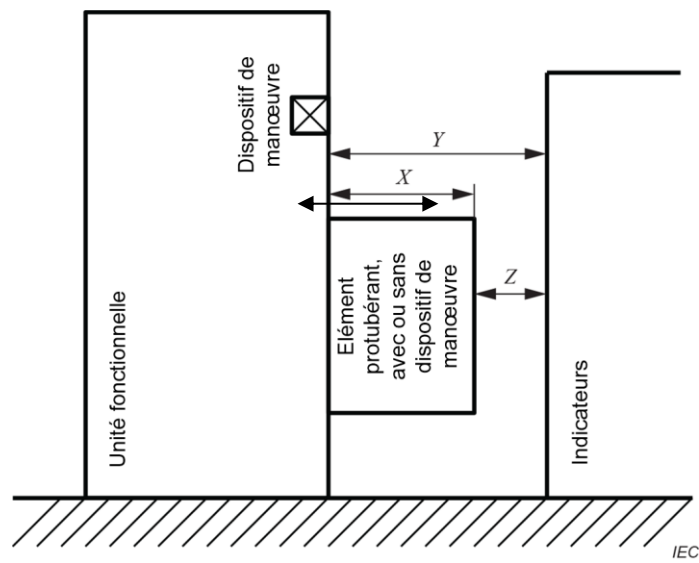 Dispositif de
manœuvre
Y
X
Elément
protubérant,
avec ou sans
dispositif de
manœuvre
Z
Unité fonctionnelle
Indicateurs
IEC